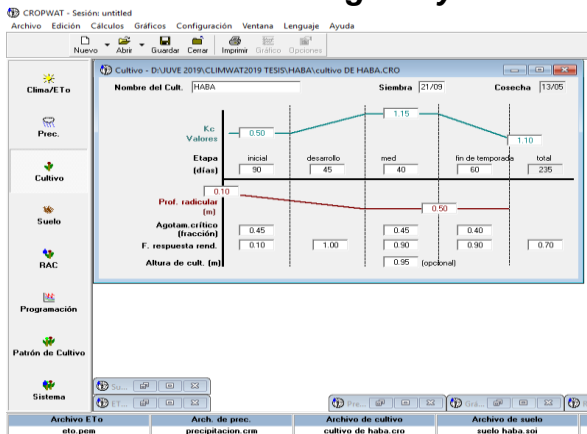 CROPWAT - Sesión: untitled
Archivo Edición Cálculos Gráficos Configuración Ventana Lenguaje Ayuda
Nuevo Abrir Guardar Cerrar Imprimir Gráfico Opciones
Clima/ETo
Prec.
Cultivo
Suelo
RAC
Programación
Patrón de Cultivo
Sistema
Cultivo - D:\JUVE 2019\CLIMWAT2019 TESIS\HABA\cultivo DE HABA.CRO
Nombre del Cult. HABA Siembra 21/09 Cosecha 13/05
Kc Valores 0.50 1.15 1.10
Etapa inicial desarrollo med fin de temporada total
(días) 90 45 40 60 235
Prof. radicular (m) 0.10 0.50
Agotam.crítico (fracción) 0.45 0.45 0.40
F. respuesta rend. 0.10 1.00 0.90 0.90 0.70
Altura de cult. (m) 0.95 (opcional)
Su...
ET... Pre... Grá...
Archivo ETo Arch. de prec. Archivo de cultivo Archivo de suelo
eto.pem precipitacion.crm cultivo de haba.cro suelo haba.soi